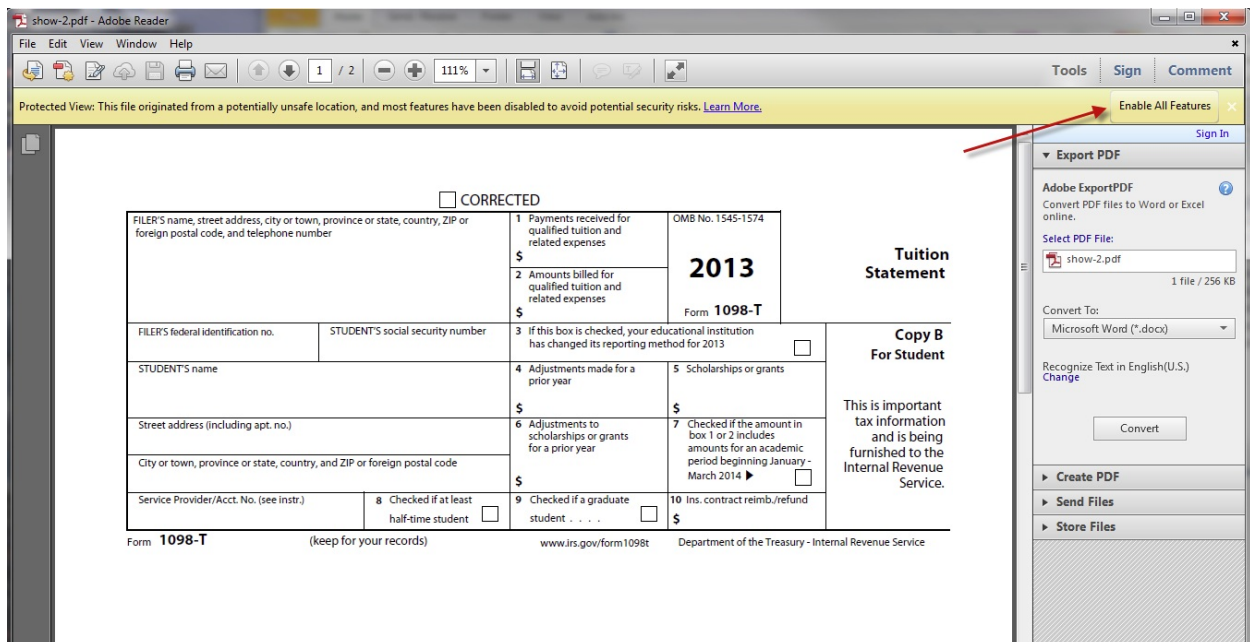 show-2.pdf - Adobe Reader
File Edit View Window Help
1 / 2 111% Tools Sign Comment
Protected View: This file originated from a potentially unsafe location, and most features have been disabled to avoid potential security risks. Learn More. Enable All Features
Sign In
Export PDF
Adobe ExportPDF
Convert PDF files to Word or Excel
online.
Select PDF File:
show-2.pdf
1 file / 256 KB
Convert To:
Microsoft Word (*.docx)
Recognize Text in English(U.S.)
Change
Convert
Create PDF
Send Files
Store Files
CORRECTED
FILER'S name, street address, city or town, province or state, country, ZIP or
foreign postal code, and telephone number
1 Payments received for
qualified tuition and
related expenses
$
2 Amounts billed for
qualified tuition and
related expenses
$
OMB No. 1545-1574
2013
Form 1098-T
Tuition
Statement
FILER'S federal identification no.
STUDENT'S social security number
3 If this box is checked, your educational institution
has changed its reporting method for 2013
Copy B
For Student
STUDENT'S name
4 Adjustments made for a
prior year
$
5 Scholarships or grants
$
This is important
tax information
and is being
furnished to the
Internal Revenue
Service.
Street address (including apt. no.)
6 Adjustments to
scholarships or grants
for a prior year
$
7 Checked if the amount in
box 1 or 2 includes
amounts for an academic
period beginning January -
March 2014 ▶
City or town, province or state, country, and ZIP or foreign postal code
Service Provider/Acct. No. (see instr.)
8 Checked if at least
half-time student
9 Checked if a graduate
student . . . .
10 Ins. contract reimb./refund
$
Form 1098-T (keep for your records) www.irs.gov/form1098t Department of the Treasury - Internal Revenue Service